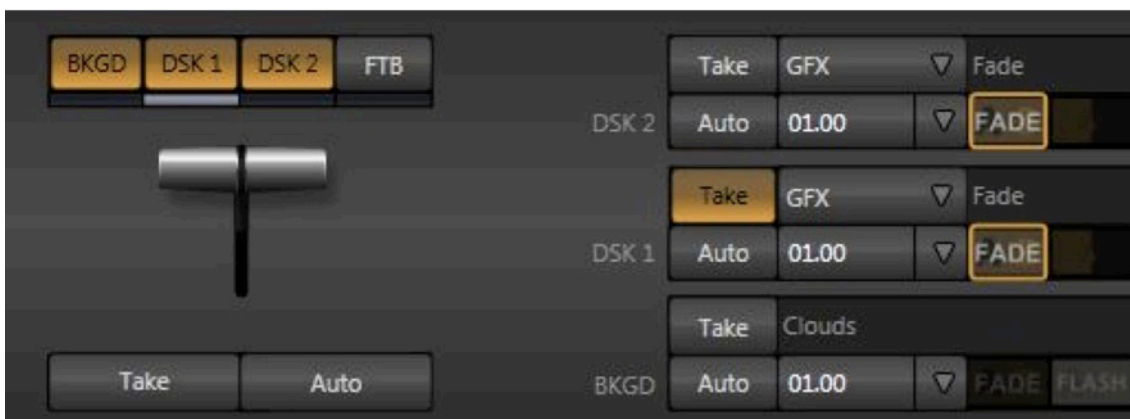 BKGD DSK 1 DSK 2 FTB
Take Auto
Take GFX Fade
DSK 2 Auto 01.00 FADE
Take GFX Fade
DSK 1 Auto 01.00 FADE
Take Clouds
BKGD Auto 01.00 FADE FLASH